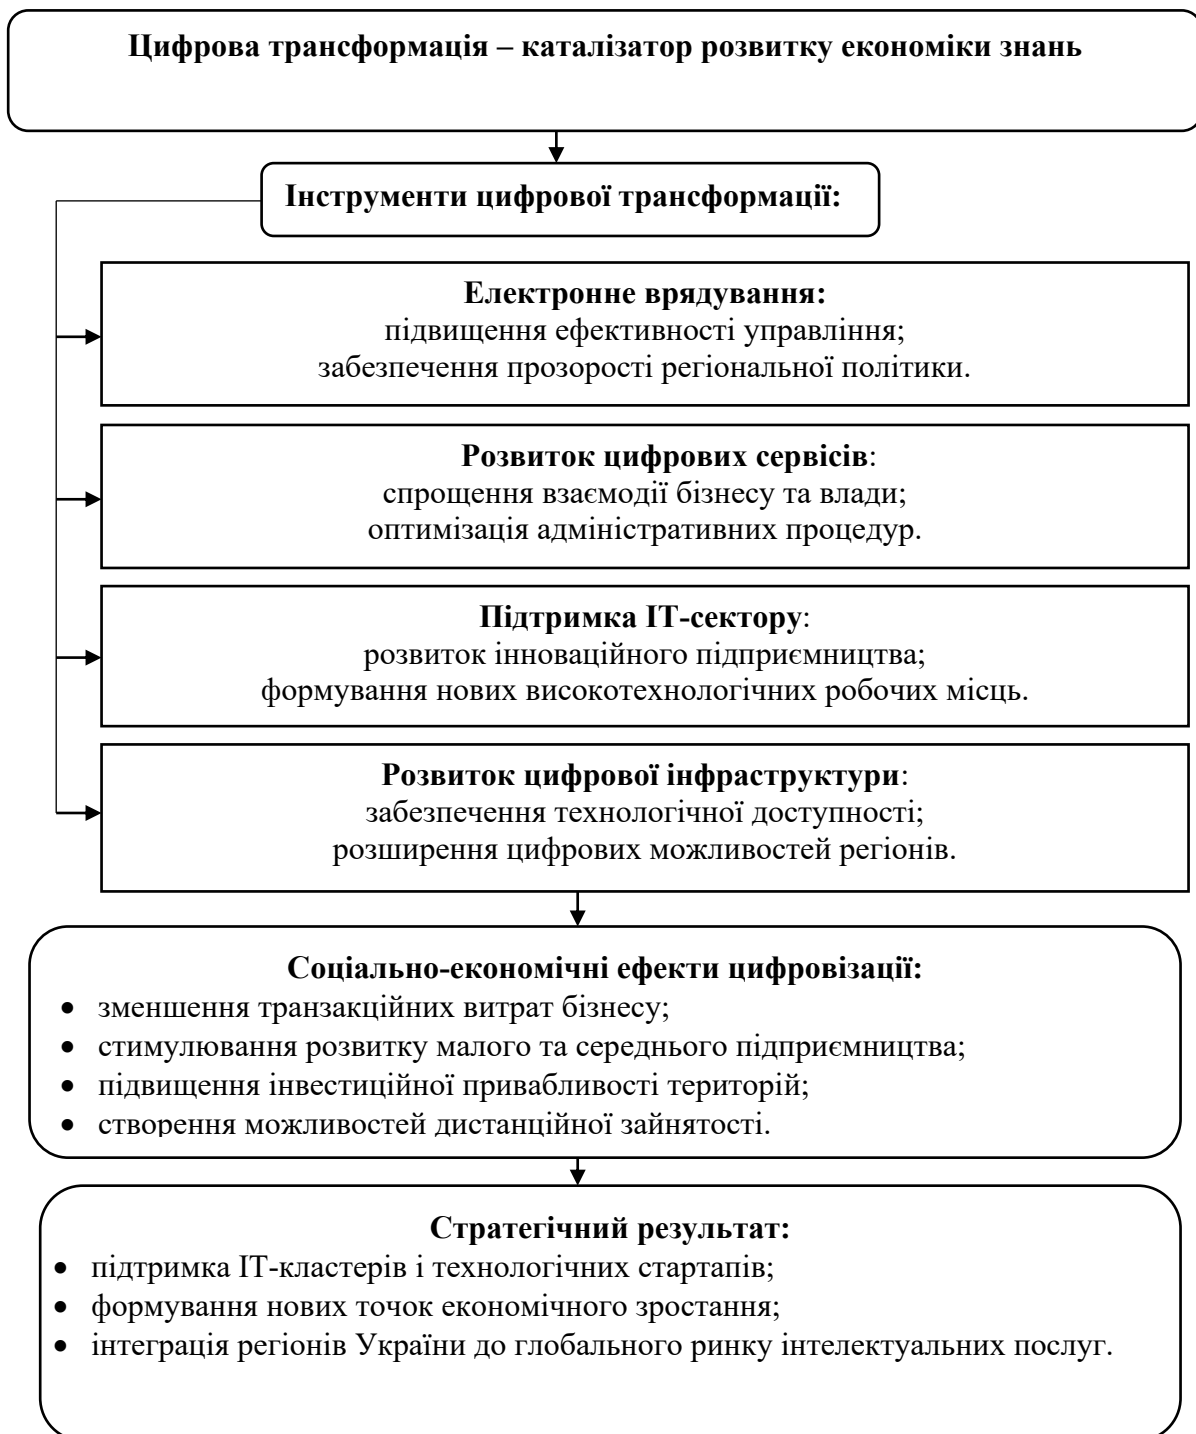 Цифрова трансформація – каталізатор розвитку економіки знань
Інструменти цифрової трансформації:
Електронне врядування:
підвищення ефективності управління;
забезпечення прозорості регіональної політики.
Розвиток цифрових сервісів:
спрощення взаємодії бізнесу та влади;
оптимізація адміністративних процедур.
Підтримка ІТ-сектору:
розвиток інноваційного підприємництва;
формування нових високотехнологічних робочих місць.
Розвиток цифрової інфраструктури:
забезпечення технологічної доступності;
розширення цифрових можливостей регіонів.
Соціально-економічні ефекти цифровізації:
• зменшення транзакційних витрат бізнесу;
• стимулювання розвитку малого та середнього підприємництва;
• підвищення інвестиційної привабливості територій;
• створення можливостей дистанційної зайнятості.
Стратегічний результат:
• підтримка ІТ-кластерів і технологічних стартапів;
• формування нових точок економічного зростання;
• інтеграція регіонів України до глобального ринку інтелектуальних послуг.